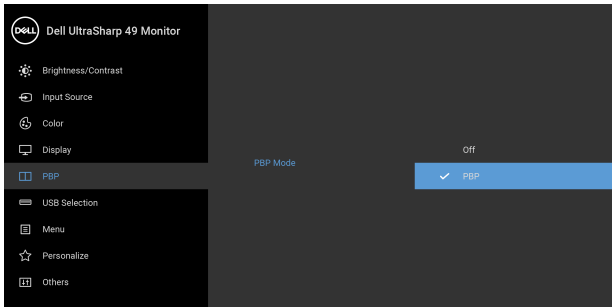 DELL
Dell UltraSharp 49 Monitor
Brightness/Contrast
Input Source
Color
Display
PBP
USB Selection
Menu
Personalize
Others
PBP Mode
Off
PBP